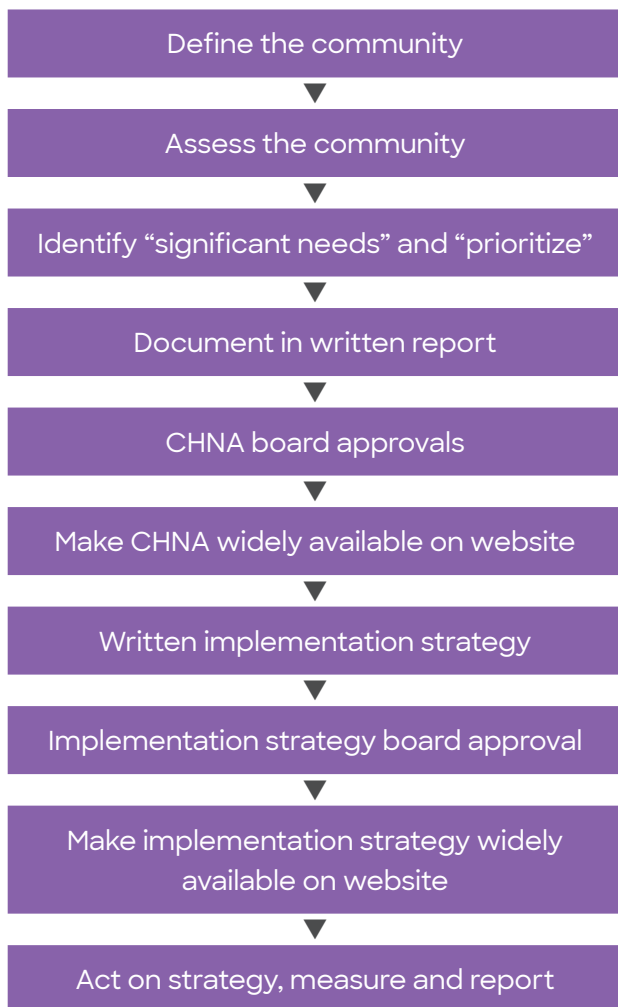 Define the community
Assess the community
Identify “significant needs” and “prioritize”
Document in written report
CHNA board approvals
Make CHNA widely available on website
Written implementation strategy
Implementation strategy board approval
Make implementation strategy widely
available on website
Act on strategy, measure and report